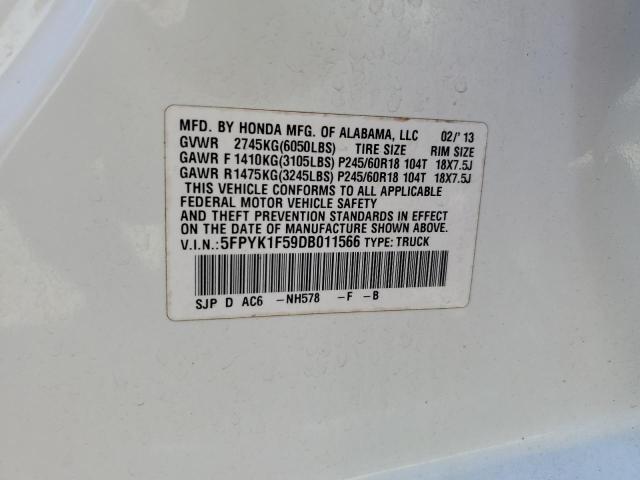 MFD. BY HONDA MFG. OF ALABAMA, LLC 02/'13
GVWR 2745KG(6050LBS) TIRE SIZE RIM SIZE
GAWR F 1410KG(3105LBS) P245/60R18 104T 18X7.5J
GAWR R1475KG(3245LBS) P245/60R18 104T 18X7.5J
THIS VEHICLE CONFORMS TO ALL APPLICABLE
FEDERAL MOTOR VEHICLE SAFETY
AND THEFT PREVENTION STANDARDS IN EFFECT
ON THE DATE OF MANUFACTURE SHOWN ABOVE.
V.I.N.:5FPYK1F59DB011566 TYPE: TRUCK
SJP D AC6 -NH578 -F -B